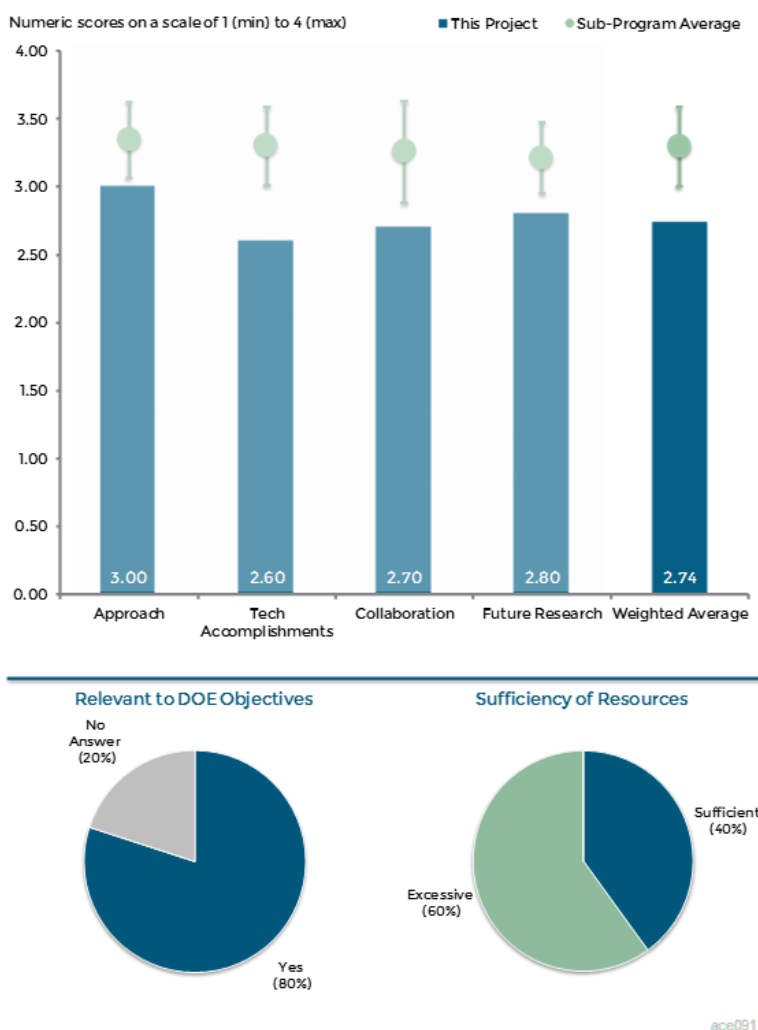 Numeric scores on a scale of 1 (min) to 4 (max)
This Project
Sub-Program Average
4.00
3.50
3.00
2.50
2.00
1.50
1.00
0.50
0.00
3.00
2.60
2.70
2.80
2.74
Approach
Tech
Accomplishments
Collaboration
Future Research
Weighted Average
Relevant to DOE Objectives
No
Answer
(20%)
Yes
(80%)
Sufficiency of Resources
Sufficient
(40%)
Excessive
(60%)
ace091